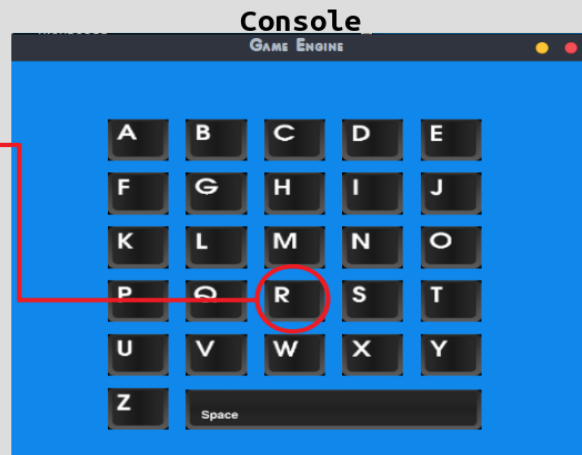 Console
Game Engine
A B C D E
F G H I J
K L M N O
P Q R S T
U V W X Y
Z Space